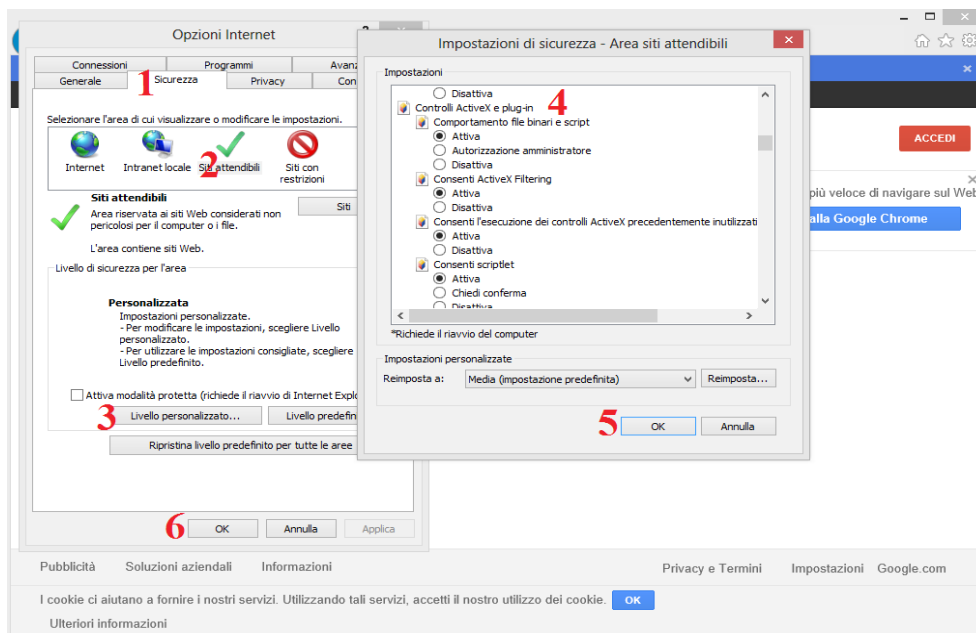 Opzioni Internet
?
Connessioni
Programmi
Avanz
Generale
Sicurezza
Privacy
Con
1
Selezionare l'area di cui visualizzare o modificare le impostazioni.
2
Internet
Intranet locale
Siti attendibili
Siti con
restrizioni
Siti attendibili
Area riservata ai siti Web considerati non
pericolosi per il computer o i file.
Siti
L'area contiene siti Web.
Livello di sicurezza per l'area
Personalizzata
Impostazioni personalizzate.
- Per modificare le impostazioni, scegliere Livello
personalizzato.
- Per utilizzare le impostazioni consigliate, scegliere
Livello predefinito.
Attiva modalità protetta (richiede il riavvio di Internet Explo
3
Livello personalizzato...
Livello predefin
Ripristina livello predefinito per tutte le aree
6
OK
Annulla
Applica
Impostazioni di sicurezza - Area siti attendibili
Impostazioni
Disattiva
4
Controlli ActiveX e plug-in
Comportamento file binari e script
Attiva
Autorizzazione amministratore
Disattiva
Consenti ActiveX Filtering
Attiva
Disattiva
Consenti l'esecuzione dei controlli ActiveX precedentemente inutilizzati
Attiva
Disattiva
Consenti scriptlet
Attiva
Chiedi conferma
Disattiva
*Richiede il riavvio del computer
Impostazioni personalizzate
Reimposta a:
Media (impostazione predefinita)
Reimposta...
5
OK
Annulla
ACCEDI
più veloce di navigare sul Web
alla Google Chrome
Pubblicità
Soluzioni aziendali
Informazioni
Privacy e Termini
Impostazioni
Google.com
I cookie ci aiutano a fornire i nostri servizi. Utilizzando tali servizi, accetti il nostro utilizzo dei cookie.
OK
Ulteriori informazioni